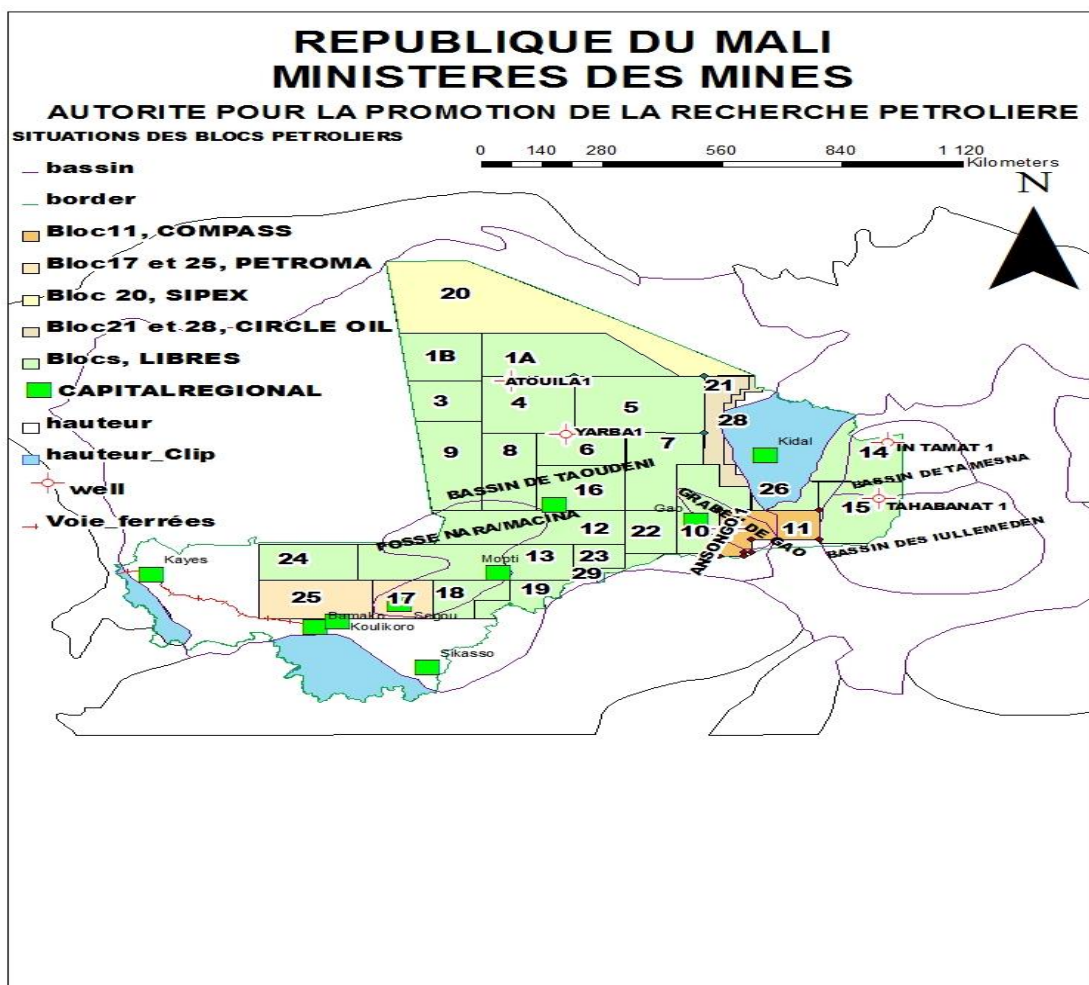 REPUBLIQUE DU MALI
MINISTERES DES MINES
AUTORITE POUR LA PROMOTION DE LA RECHERCHE PETROLIERE
SITUATIONS DES BLOCS PETROLIERS
bassin
border
Bloc11, COMPASS
Bloc17 et 25, PETROMA
Bloc 20, SIPEX
Bloc21 et 28, CIRCLE OIL
Blocs, LIBRES
CAPITALREGIONAL
hauteur
hauteur_Clip
well
Voie_ferrées
0 140 280 560 840 1 120
Kilometers
N
20
1B
1A
ATOUILA1
21
3
4
5
28
YARBA1
Kidal
9
8
6
7
14
IN TAMAT 1
BASSIN DE TAMESNA
BASSIN DE TAOUDENI
16
26
15
TAHABANAT 1
GRABEN DE GAO
Gao
10
ANSONGO1
11
BASSIN DES IULLEMEDEN
FOSSE NARA/MACINA
12
22
24
Mopti
13
23
29
Kayes
25
17
18
19
Bamako
Segou
Koulikoro
Sikasso